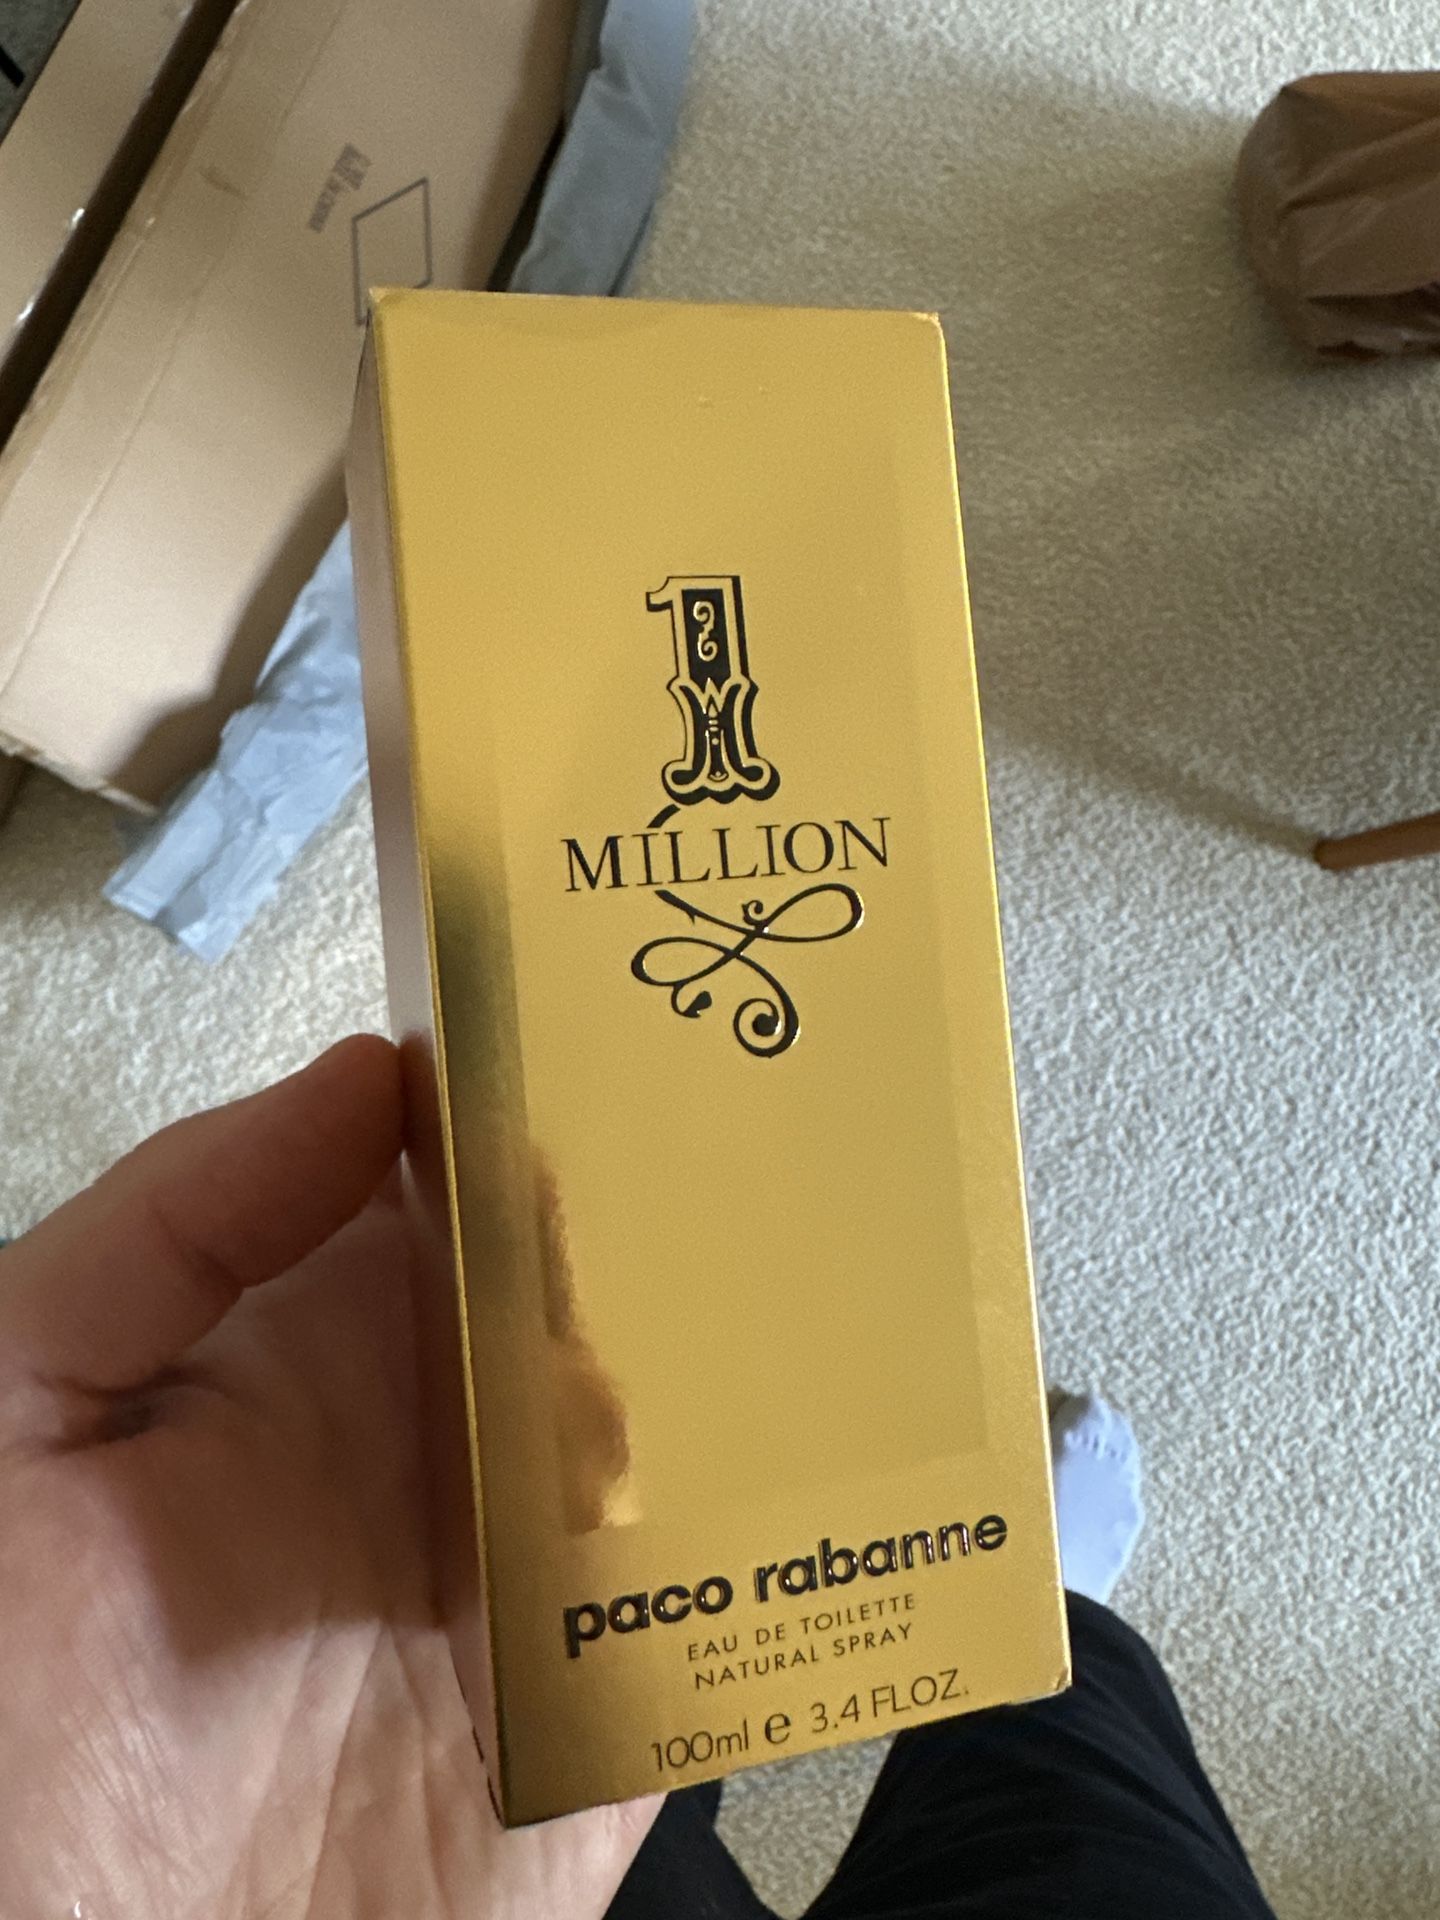 1
MILLION
paco rabanne
EAU DE TOILETTE
NATURAL SPRAY
100ml e 3.4 FL.OZ.